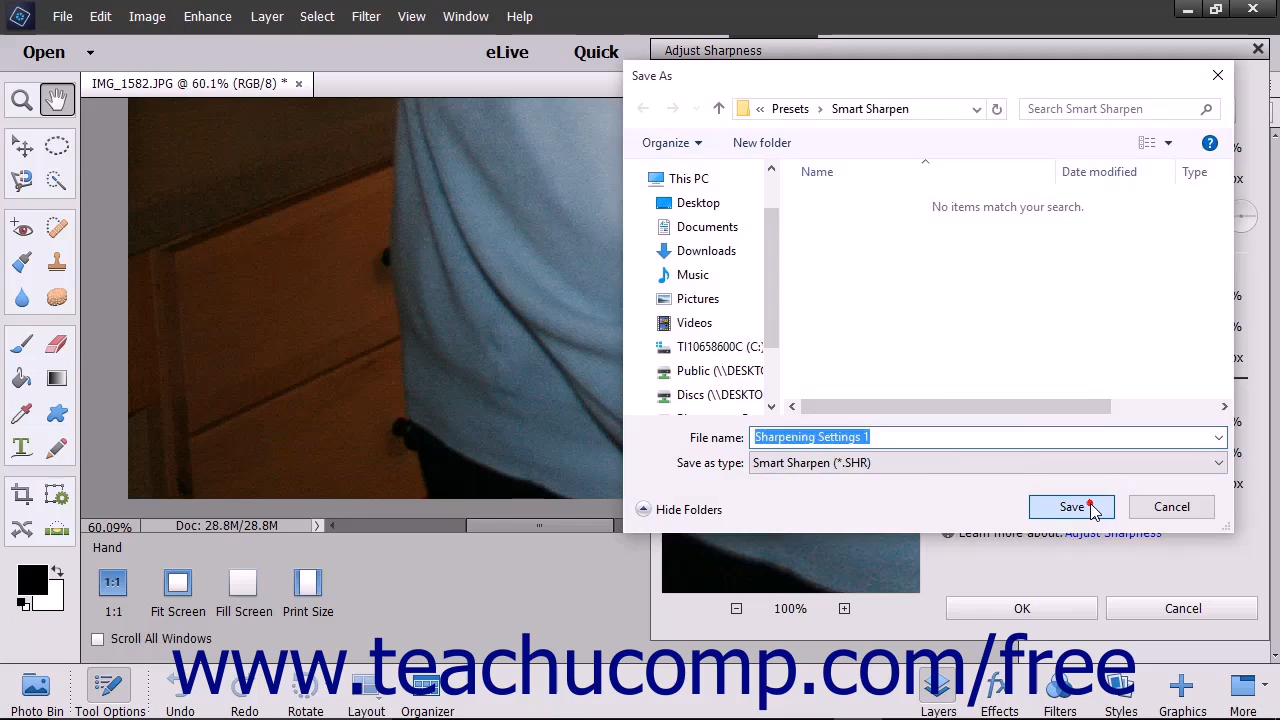 File Edit Image Enhance Layer Select Filter View Window Help
Open eLive Quick
Adjust Sharpness
IMG_1582.JPG @ 60.1% (RGB/8) * ×
Save As
« Presets › Smart Sharpen
Search Smart Sharpen
Organize New folder
Name Date modified Type
No items match your search.
This PC
Desktop
Documents
Downloads
Music
Pictures
Videos
TI10658600C (C:)
Public (\\DESKTO
Discs (\\DESKTO
File name: Sharpening Settings 1
Save as type: Smart Sharpen (*.SHR)
Hide Folders Save Cancel
Learn more about: Adjust Sharpness
60.09% Doc: 28.8M/28.8M
Hand
1:1 Fit Screen Fill Screen Print Size
Scroll All Windows
100%
OK Cancel
www.teachucomp.com/free
Photo Bin Tool Options Undo Redo Rotate Layout Organizer Layers Effects Filters Styles Graphics More